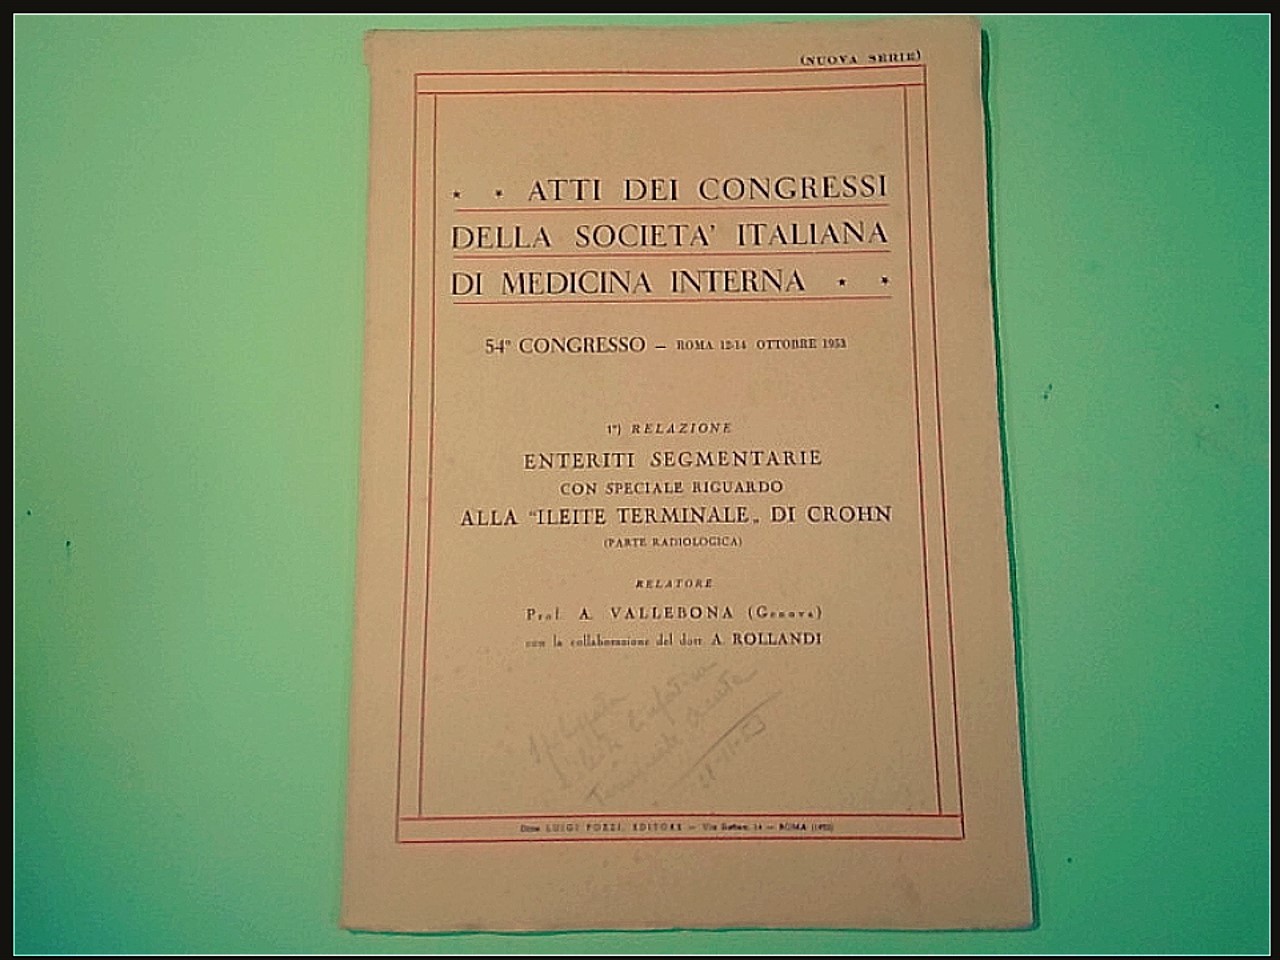 (NUOVA SERIE)
* * ATTI DEI CONGRESSI
DELLA SOCIETA' ITALIANA
DI MEDICINA INTERNA * *
54° CONGRESSO — ROMA 12-14 OTTOBRE 1953
1°) RELAZIONE
ENTERITI SEGMENTARIE
CON SPECIALE RIGUARDO
ALLA "ILEITE TERMINALE„ DI CROHN
(PARTE RADIOLOGICA)
RELATORE
Prof. A. VALLEBONA (Genova)
con la collaborazione del dott. A. ROLLANDI
Terminale
LUIGI POZZI, EDITORE — Via — ROMA